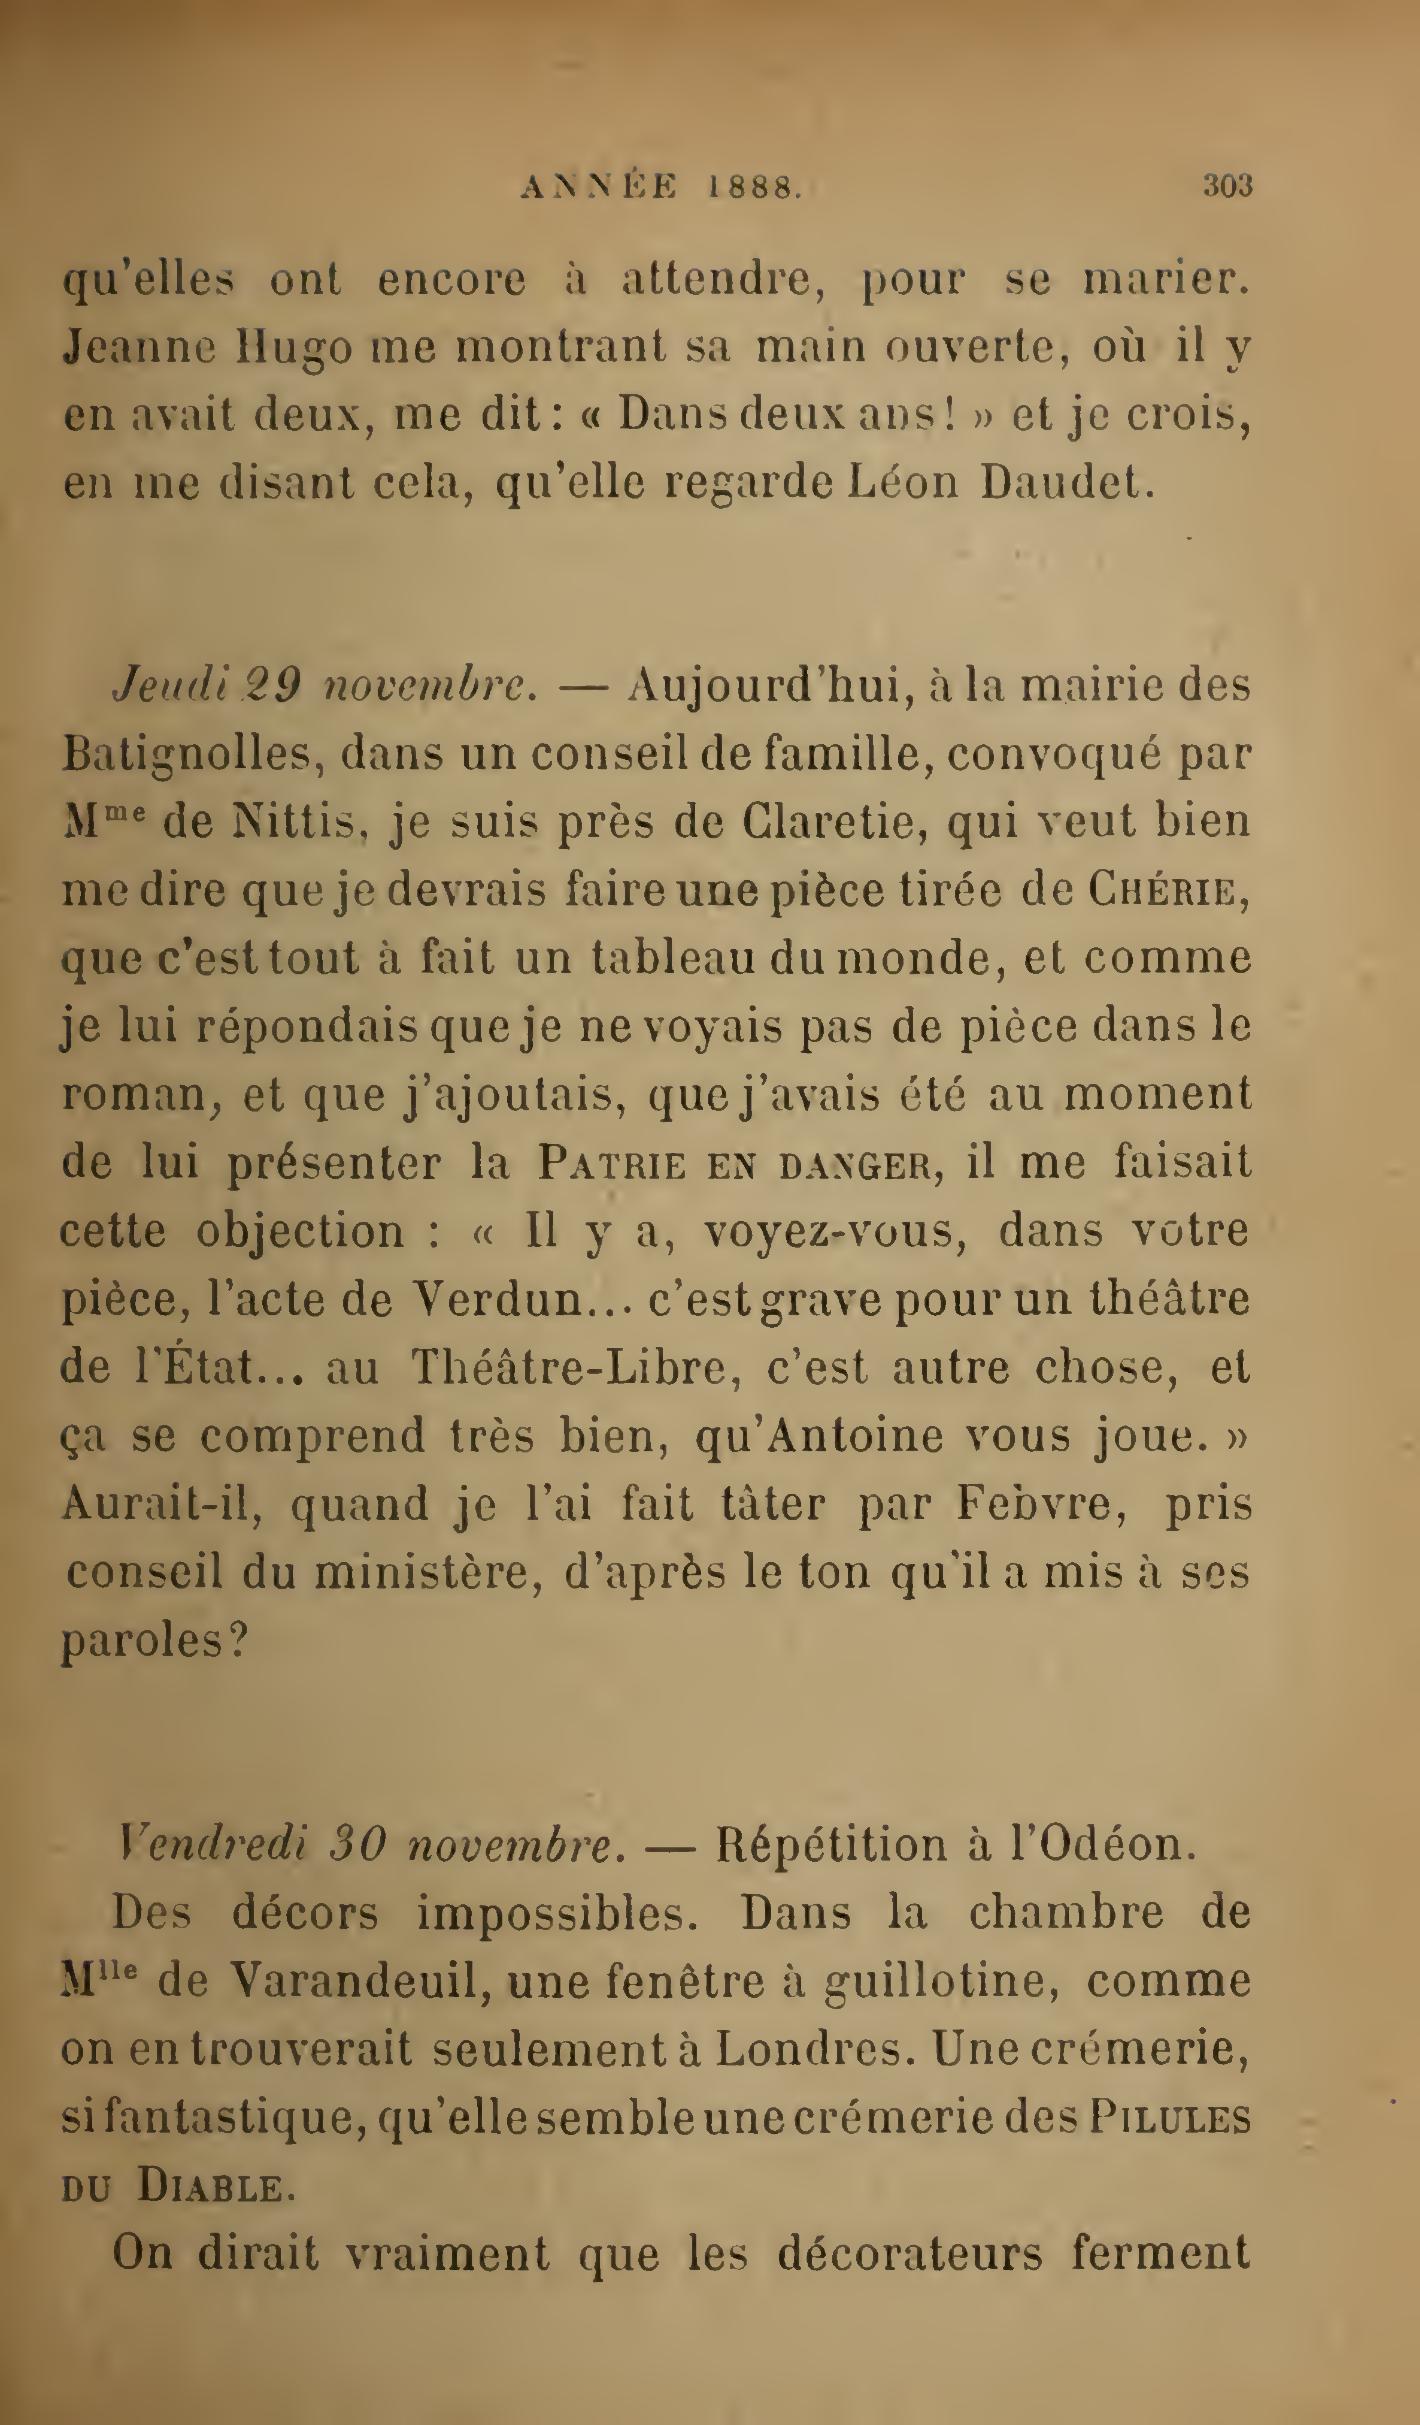 ANNÉE 1888. 303
qu'elles ont encore à attendre, pour se marier.
Jeanne Hugo me montrant sa main ouverte, où il y
en avait deux, me dit : « Dans deux ans! » et je crois,
en me disant cela, qu'elle regarde Léon Daudet.
Jeudi 29 novembre. — Aujourd'hui, à la mairie des
Batignolles, dans un conseil de famille, convoqué par
Mme de Nittis, je suis près de Claretie, qui veut bien
me dire que je devrais faire une pièce tirée de CHÉRIE,
que c'est tout à fait un tableau du monde, et comme
je lui répondais que je ne voyais pas de pièce dans le
roman, et que j'ajoutais, que j'avais été au moment
de lui présenter la PATRIE EN DANGER, il me faisait
cette objection : « Il y a, voyez-vous, dans votre
pièce, l'acte de Verdun... c'est grave pour un théâtre
de l'État... au Théâtre-Libre, c'est autre chose, et
ça se comprend très bien, qu'Antoine vous joue. »
Aurait-il, quand je l'ai fait tâter par Febvre, pris
conseil du ministère, d'après le ton qu'il a mis à ses
paroles?
Vendredi 30 novembre. — Répétition à l'Odéon.
Des décors impossibles. Dans la chambre de
Mlle de Varandeuil, une fenêtre à guillotine, comme
on en trouverait seulement à Londres. Une crémerie,
si fantastique, qu'elle semble une crémerie des PILULES
DU DIABLE.
On dirait vraiment que les décorateurs ferment